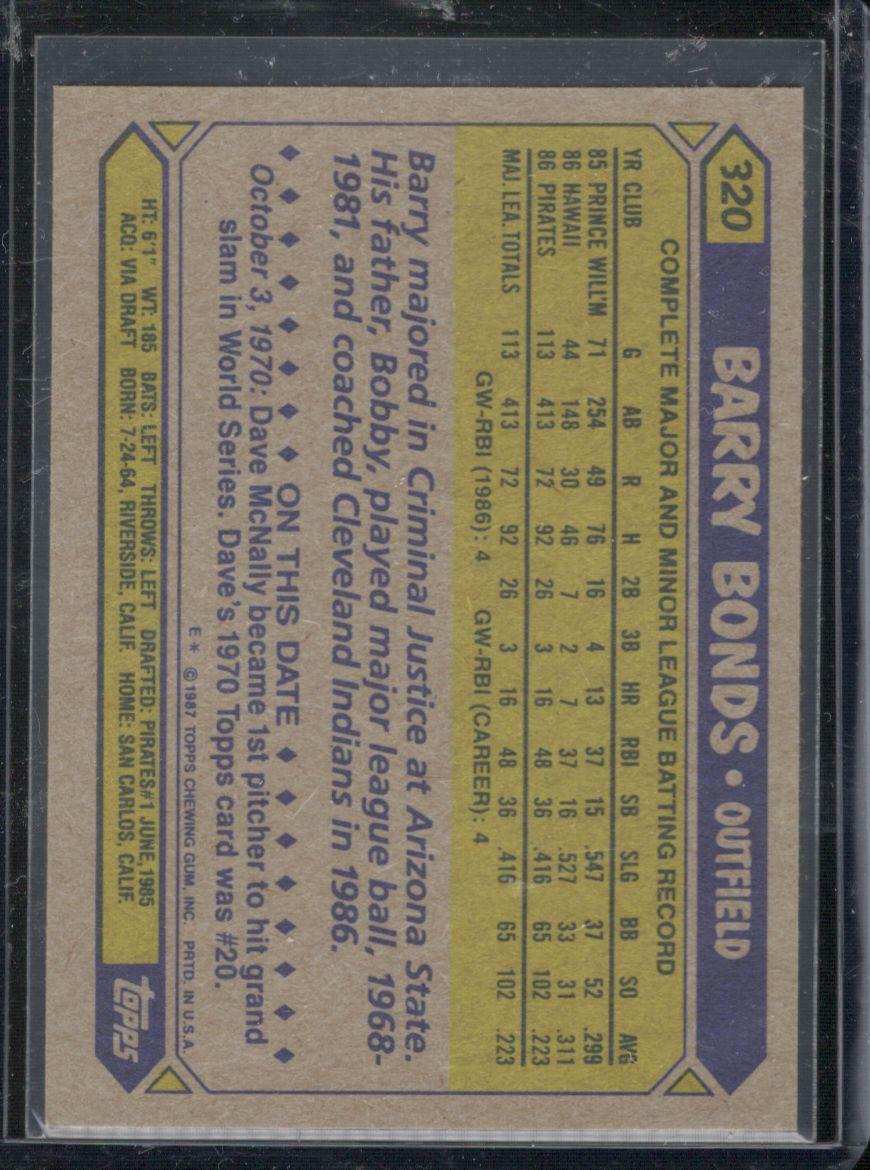 320 BARRY BONDS • OUTFIELD
COMPLETE MAJOR AND MINOR LEAGUE BATTING RECORD
YR CLUB G AB R H 2B 3B HR RBI SB SLG BB SO AVG
85 PRINCE WILL'M 71 254 49 76 16 4 13 37 15 .547 37 52 .299
86 HAWAII 44 148 30 46 7 2 7 37 16 .527 33 31 .311
86 PIRATES 113 413 72 92 26 3 16 48 36 .416 65 102 .223
MAJ. LEA. TOTALS 113 413 72 92 26 3 16 48 36 .416 65 102 .223
GW-RBI (1986): 4 GW-RBI (CAREER): 4
Barry majored in Criminal Justice at Arizona State.
His father, Bobby, played major league ball, 1968-
1981, and coached Cleveland Indians in 1986.
◆ ◆ ◆ ◆ ◆ ◆ ◆ ◆ ON THIS DATE ◆ ◆ ◆ ◆ ◆ ◆ ◆ ◆
October 3, 1970: Dave McNally became 1st pitcher to hit grand
slam in World Series. Dave's 1970 Topps card was #20.
E* © 1987 TOPPS CHEWING GUM, INC. PRTD. IN U.S.A.
HT: 6'1" WT: 185 BATS: LEFT THROWS: LEFT DRAFTED: PIRATES#1 JUNE, 1985
ACQ: VIA DRAFT BORN: 7-24-64, RIVERSIDE, CALIF. HOME: SAN CARLOS, CALIF.
topps